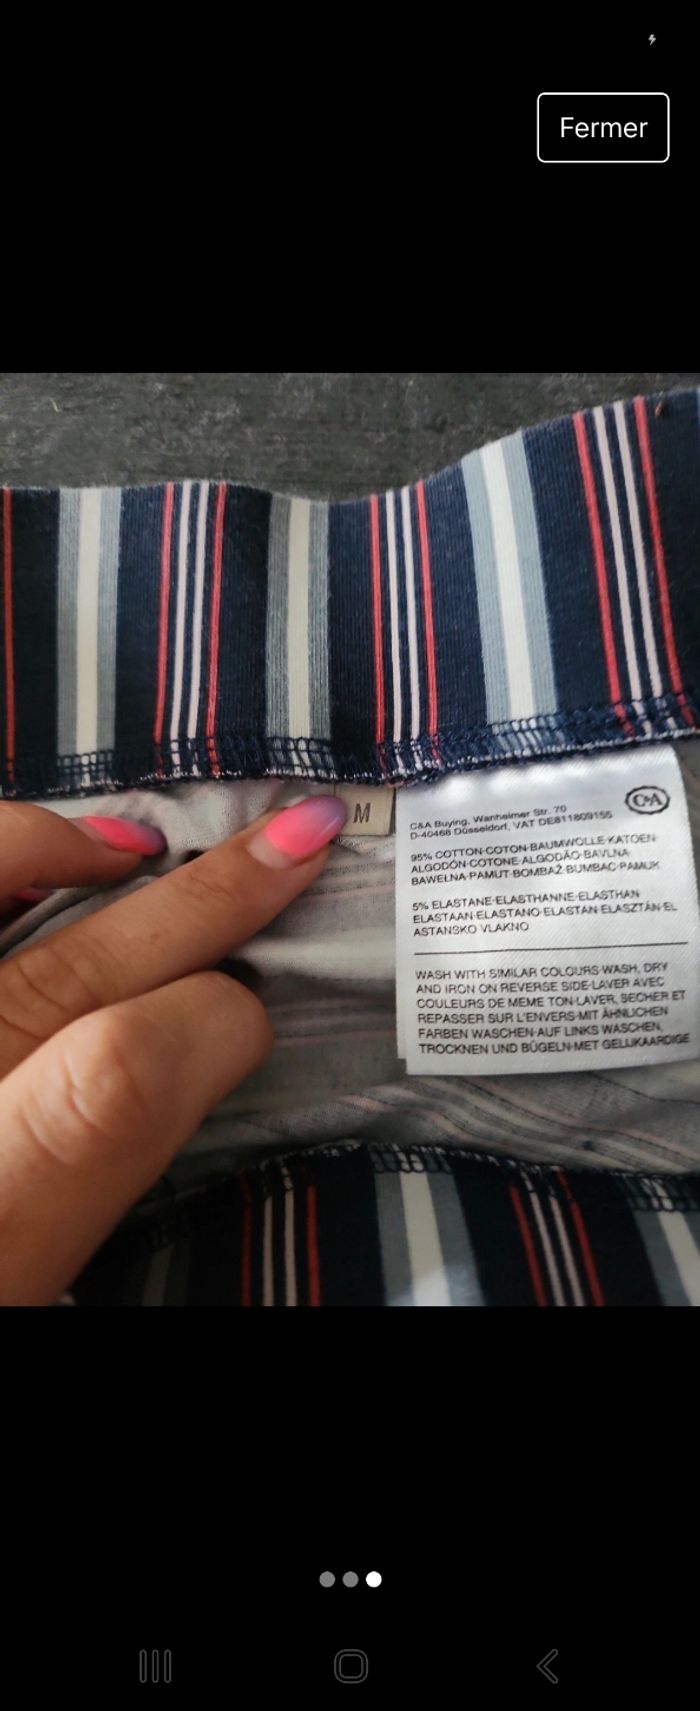 Fermer
M
C&A
C&A Buying, Wanheimer Str. 70
D-40468 Düsseldorf, VAT DE811809155
95% COTTON·COTON·BAUMWOLLE·KATOEN·
ALGODÓN·COTONE·ALGODÃO·BAVLNA·
BAWEŁNA·PAMUT·BOMBAŽ·BUMBAC·PAMUK
5% ELASTANE·ELASTHANNE·ELASTHAN·
ELASTAAN·ELASTANO·ELASTAN·ELASZTÁN·EL
ASTANSKO VLAKNO
WASH WITH SIMILAR COLOURS·WASH, DRY
AND IRON ON REVERSE SIDE·LAVER AVEC
COULEURS DE MEME TON·LAVER, SECHER ET
REPASSER SUR L'ENVERS·MIT ÄHNLICHEN
FARBEN WASCHEN·AUF LINKS WASCHEN,
TROCKNEN UND BÜGELN·MET GELIJKAARDIGE